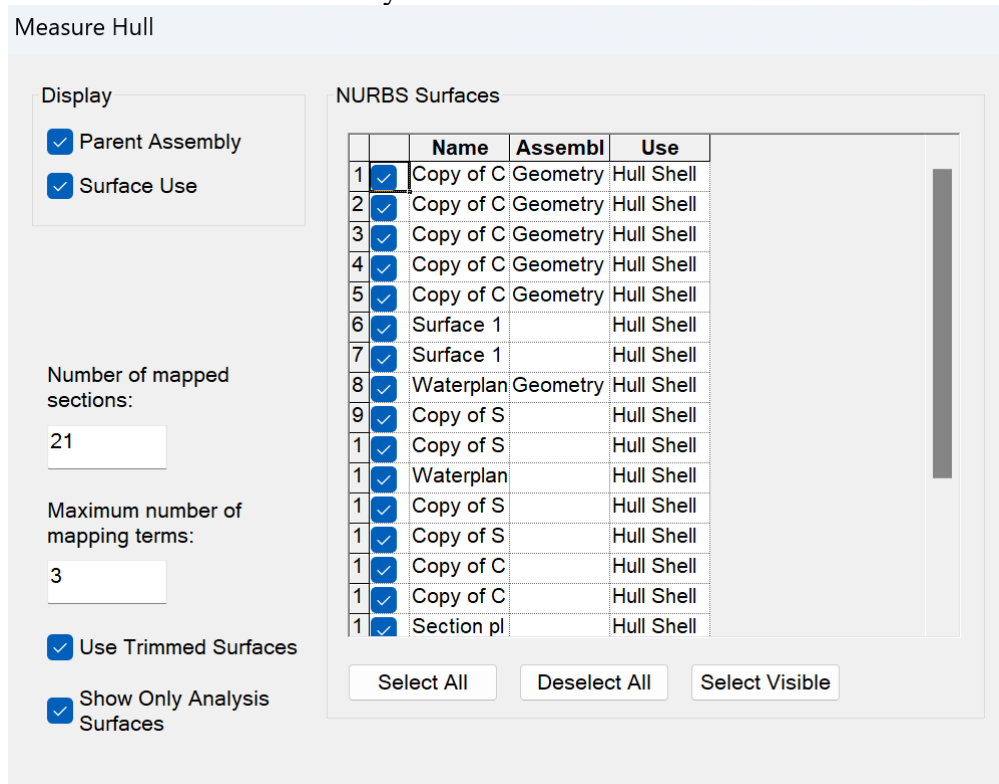 Measure Hull
Display
Parent Assembly
Surface Use
Number of mapped
sections:
21
Maximum number of
mapping terms:
3
Use Trimmed Surfaces
Show Only Analysis
Surfaces
NURBS Surfaces
Name Assembl Use
1 Copy of C Geometry Hull Shell
2 Copy of C Geometry Hull Shell
3 Copy of C Geometry Hull Shell
4 Copy of C Geometry Hull Shell
5 Copy of C Geometry Hull Shell
6 Surface 1 Hull Shell
7 Surface 1 Hull Shell
8 Waterplan Geometry Hull Shell
9 Copy of S Hull Shell
1 Copy of S Hull Shell
1 Waterplan Hull Shell
1 Copy of S Hull Shell
1 Copy of S Hull Shell
1 Copy of C Hull Shell
1 Copy of C Hull Shell
1 Section pl Hull Shell
Select All Deselect All Select Visible